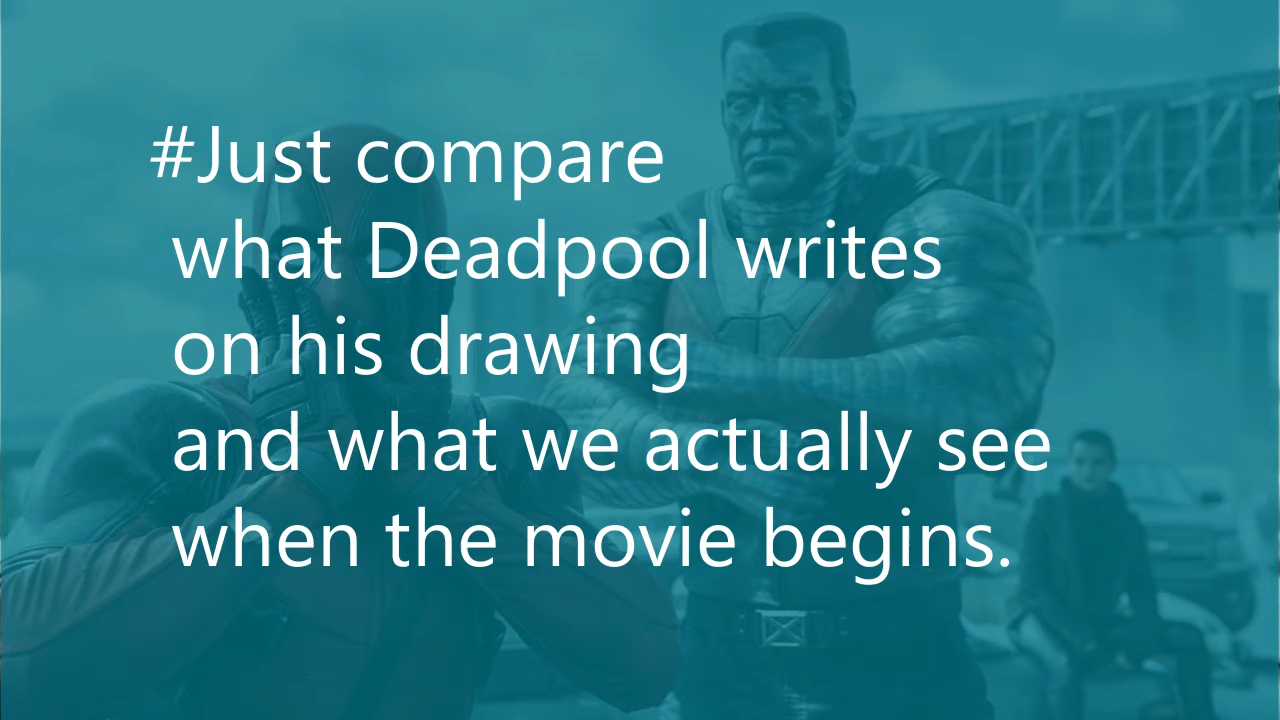 #Just compare
what Deadpool writes
on his drawing
and what we actually see
when the movie begins.